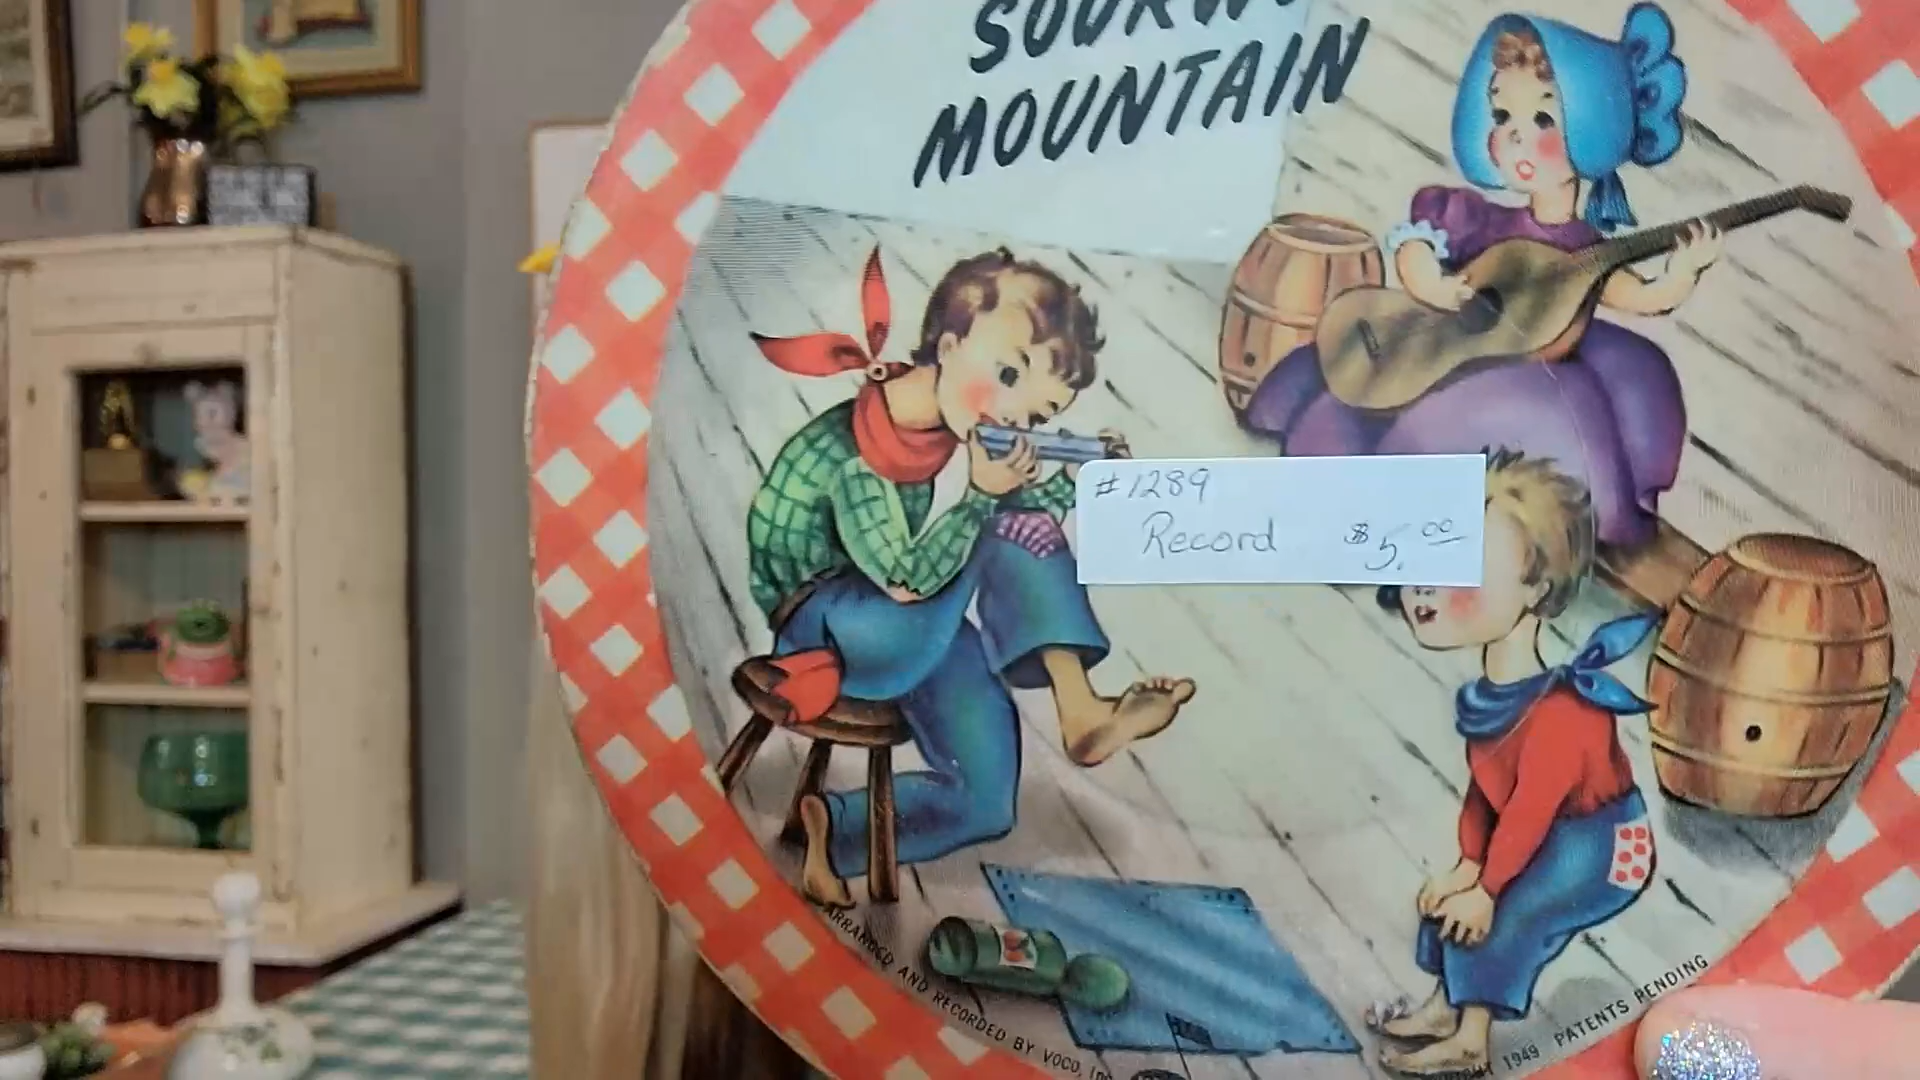 MOUNTAIN
#1289
Record $5.00
ARRANGED AND RECORDED BY VOCO, Inc
1949 PATENTS PENDING